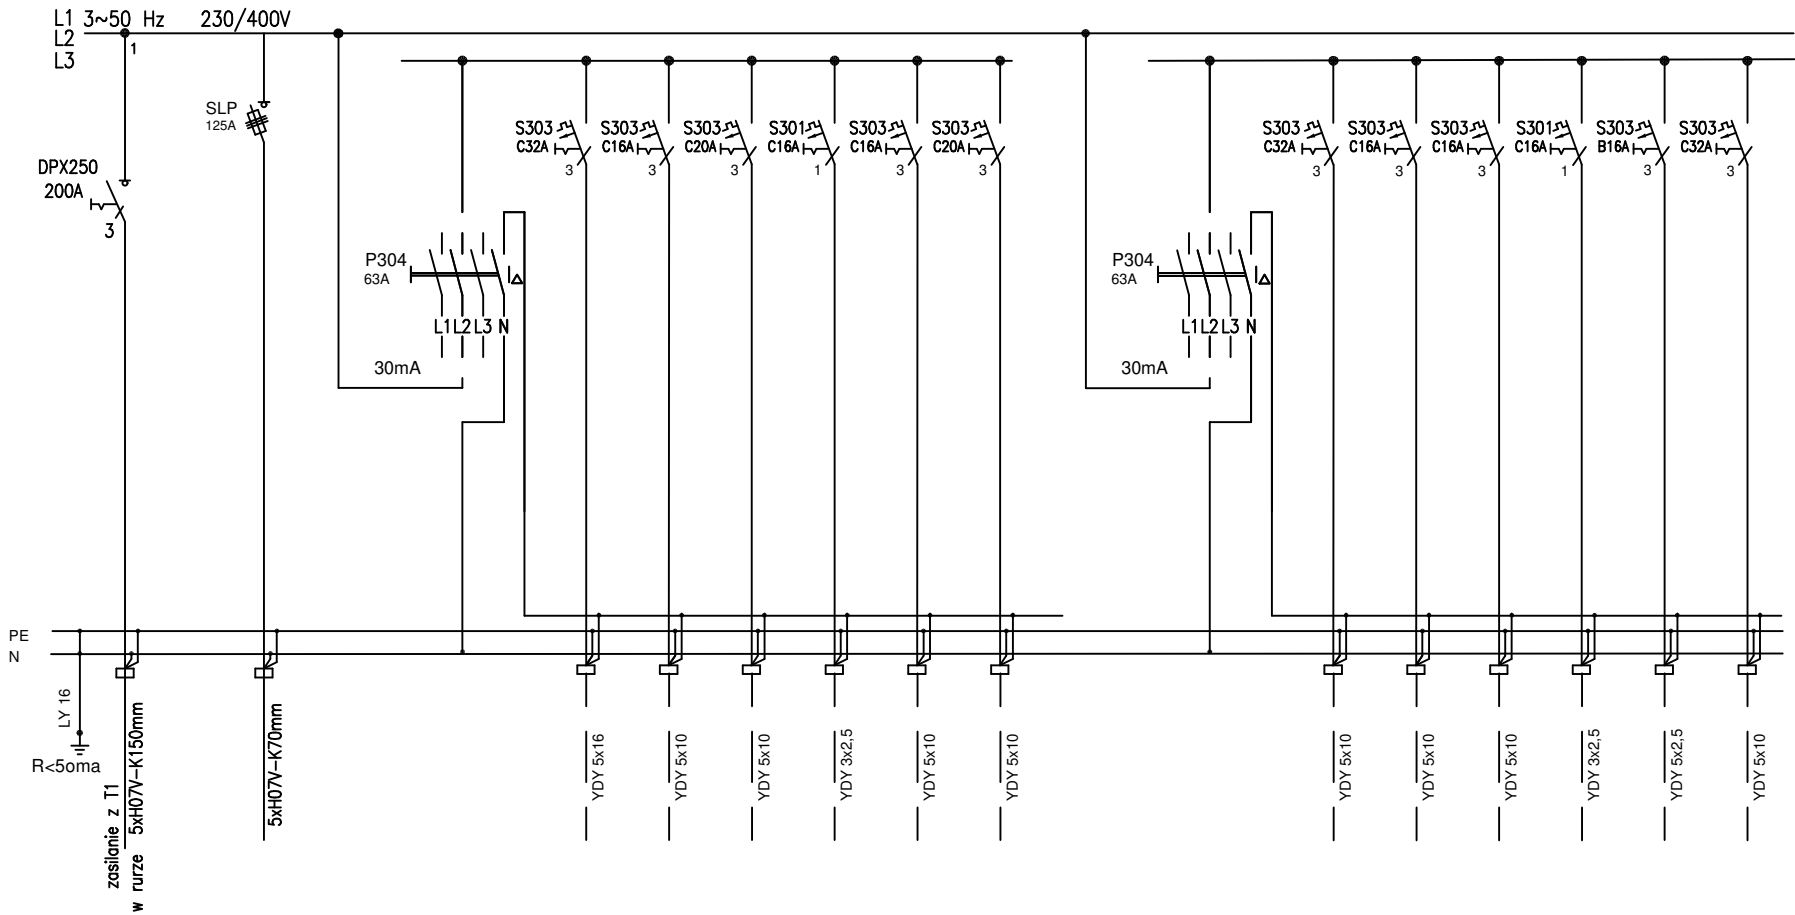 L1 3~50 Hz 230/400V
L2
L3
1
SLP
125A
DPX250
200A
3
P304
63A
L1 L2 L3 N
30mA
S303
C32A
3
S303
C16A
3
S303
C20A
3
S301
C16A
1
S303
C16A
3
S303
C20A
3
P304
63A
L1 L2 L3 N
30mA
S303
C32A
3
S303
C16A
3
S303
C16A
3
S301
C16A
1
S303
B16A
3
S303
C32A
3
PE
N
LY 16
R<5oma
zasilanie z T1
w rurze 5xH07V-K150mm
5xH07V-K70mm
YDY 5x16
YDY 5x10
YDY 5x10
YDY 3x2,5
YDY 5x10
YDY 5x10
YDY 5x10
YDY 5x10
YDY 5x10
YDY 3x2,5
YDY 5x2,5
YDY 5x10